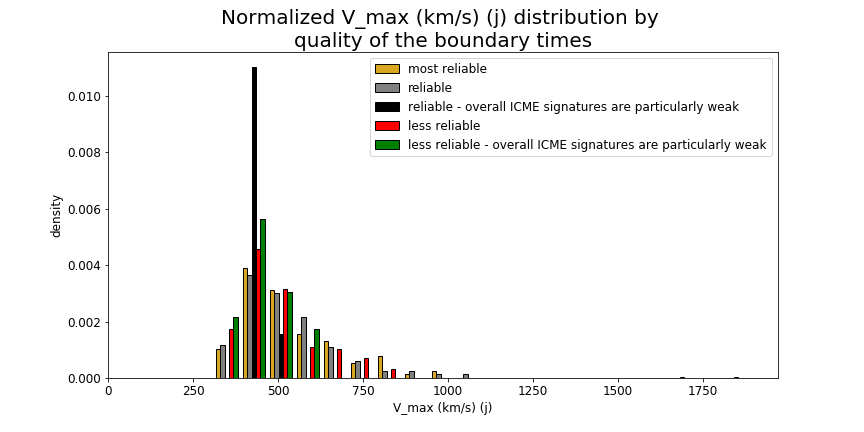 Normalized V_max (km/s) (j) distribution by
quality of the boundary times
most reliable
reliable
reliable - overall ICME signatures are particularly weak
less reliable
less reliable - overall ICME signatures are particularly weak
density
0.010
0.008
0.006
0.004
0.002
0.000
0
250
500
750
1000
1250
1500
1750
V_max (km/s) (j)